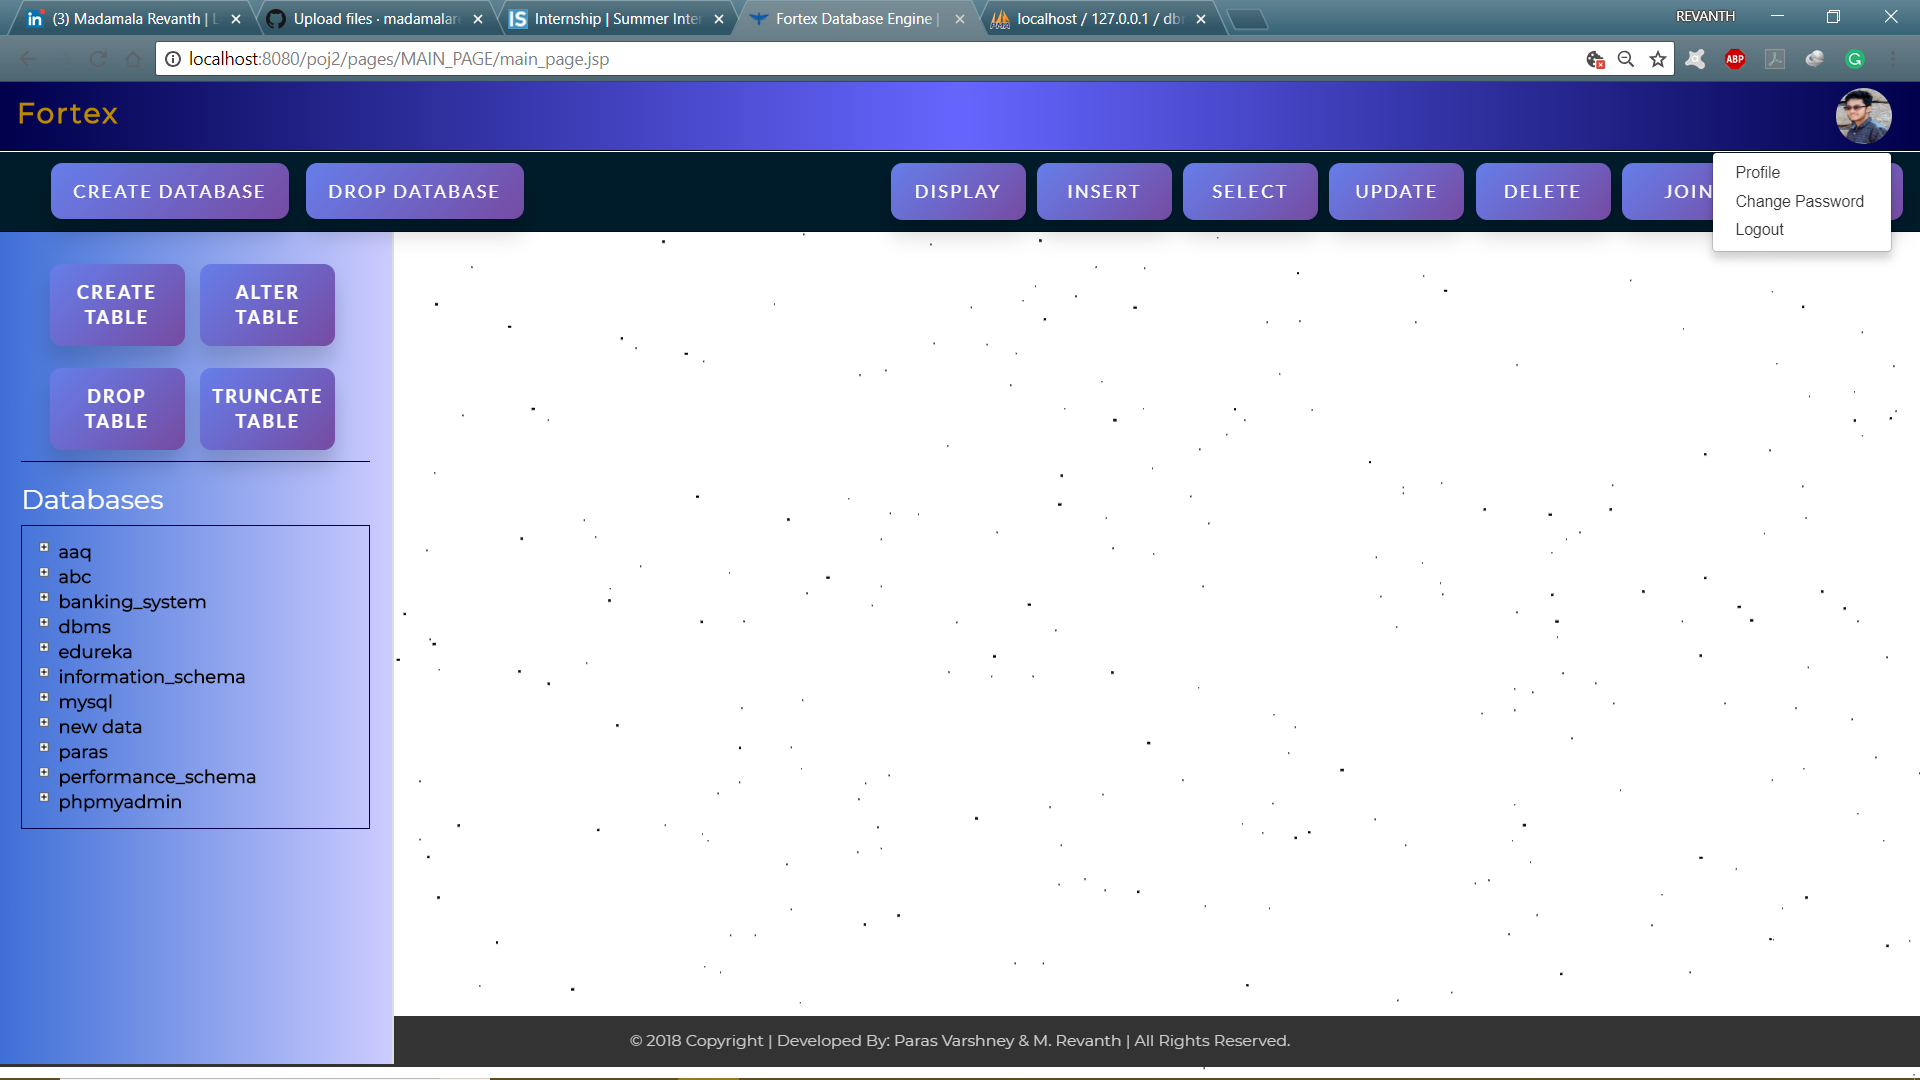 (3) Madamala Revanth | L
Upload files · madamalare
Internship | Summer Inter
Fortex Database Engine |
localhost / 127.0.0.1 / dbm
REVANTH
localhost:8080/poj2/pages/MAIN_PAGE/main_page.jsp
ABP
Fortex
CREATE DATABASE
DROP DATABASE
DISPLAY
INSERT
SELECT
UPDATE
DELETE
JOIN
Profile
Change Password
Logout
CREATE
TABLE
ALTER
TABLE
DROP
TABLE
TRUNCATE
TABLE
Databases
aaq
abc
banking_system
dbms
edureka
information_schema
mysql
new data
paras
performance_schema
phpmyadmin
© 2018 Copyright | Developed By: Paras Varshney & M. Revanth | All Rights Reserved.